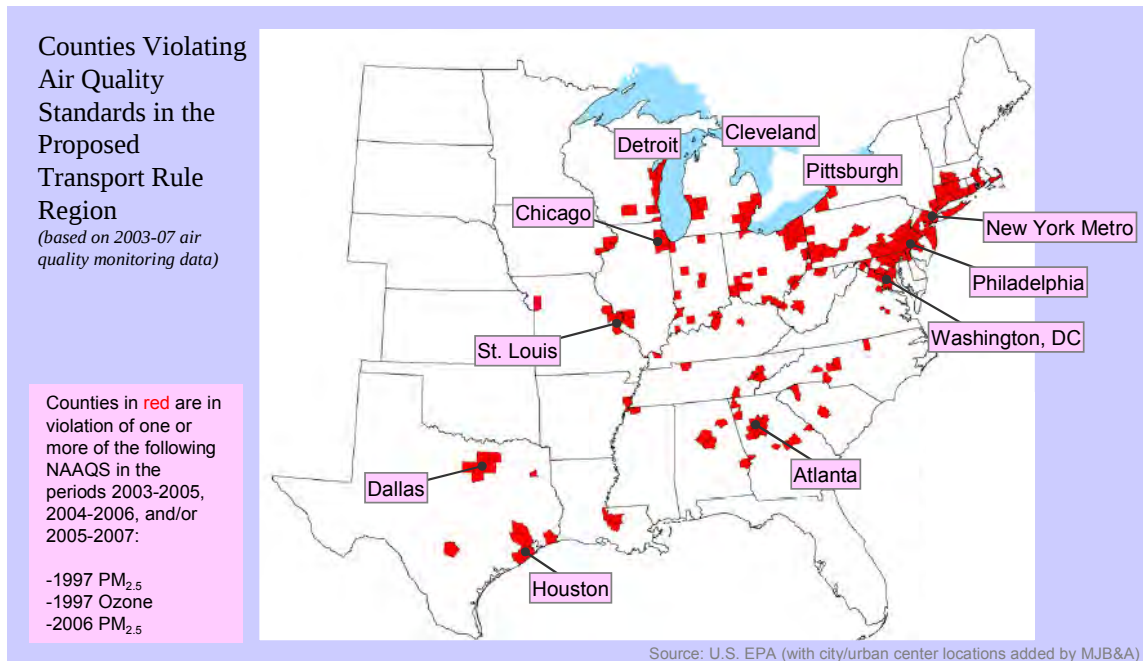 Counties Violating
Air Quality
Standards in the
Proposed
Transport Rule
Region
(based on 2003-07 air
quality monitoring data)
Counties in red are in
violation of one or
more of the following
NAAQS in the
periods 2003-2005,
2004-2006, and/or
2005-2007:
-1997 PM2.5
-1997 Ozone
-2006 PM2.5
Cleveland
Detroit
Pittsburgh
Chicago
New York Metro
Philadelphia
Washington, DC
St. Louis
Atlanta
Dallas
Houston
Source: U.S. EPA (with city/urban center locations added by MJB&A)